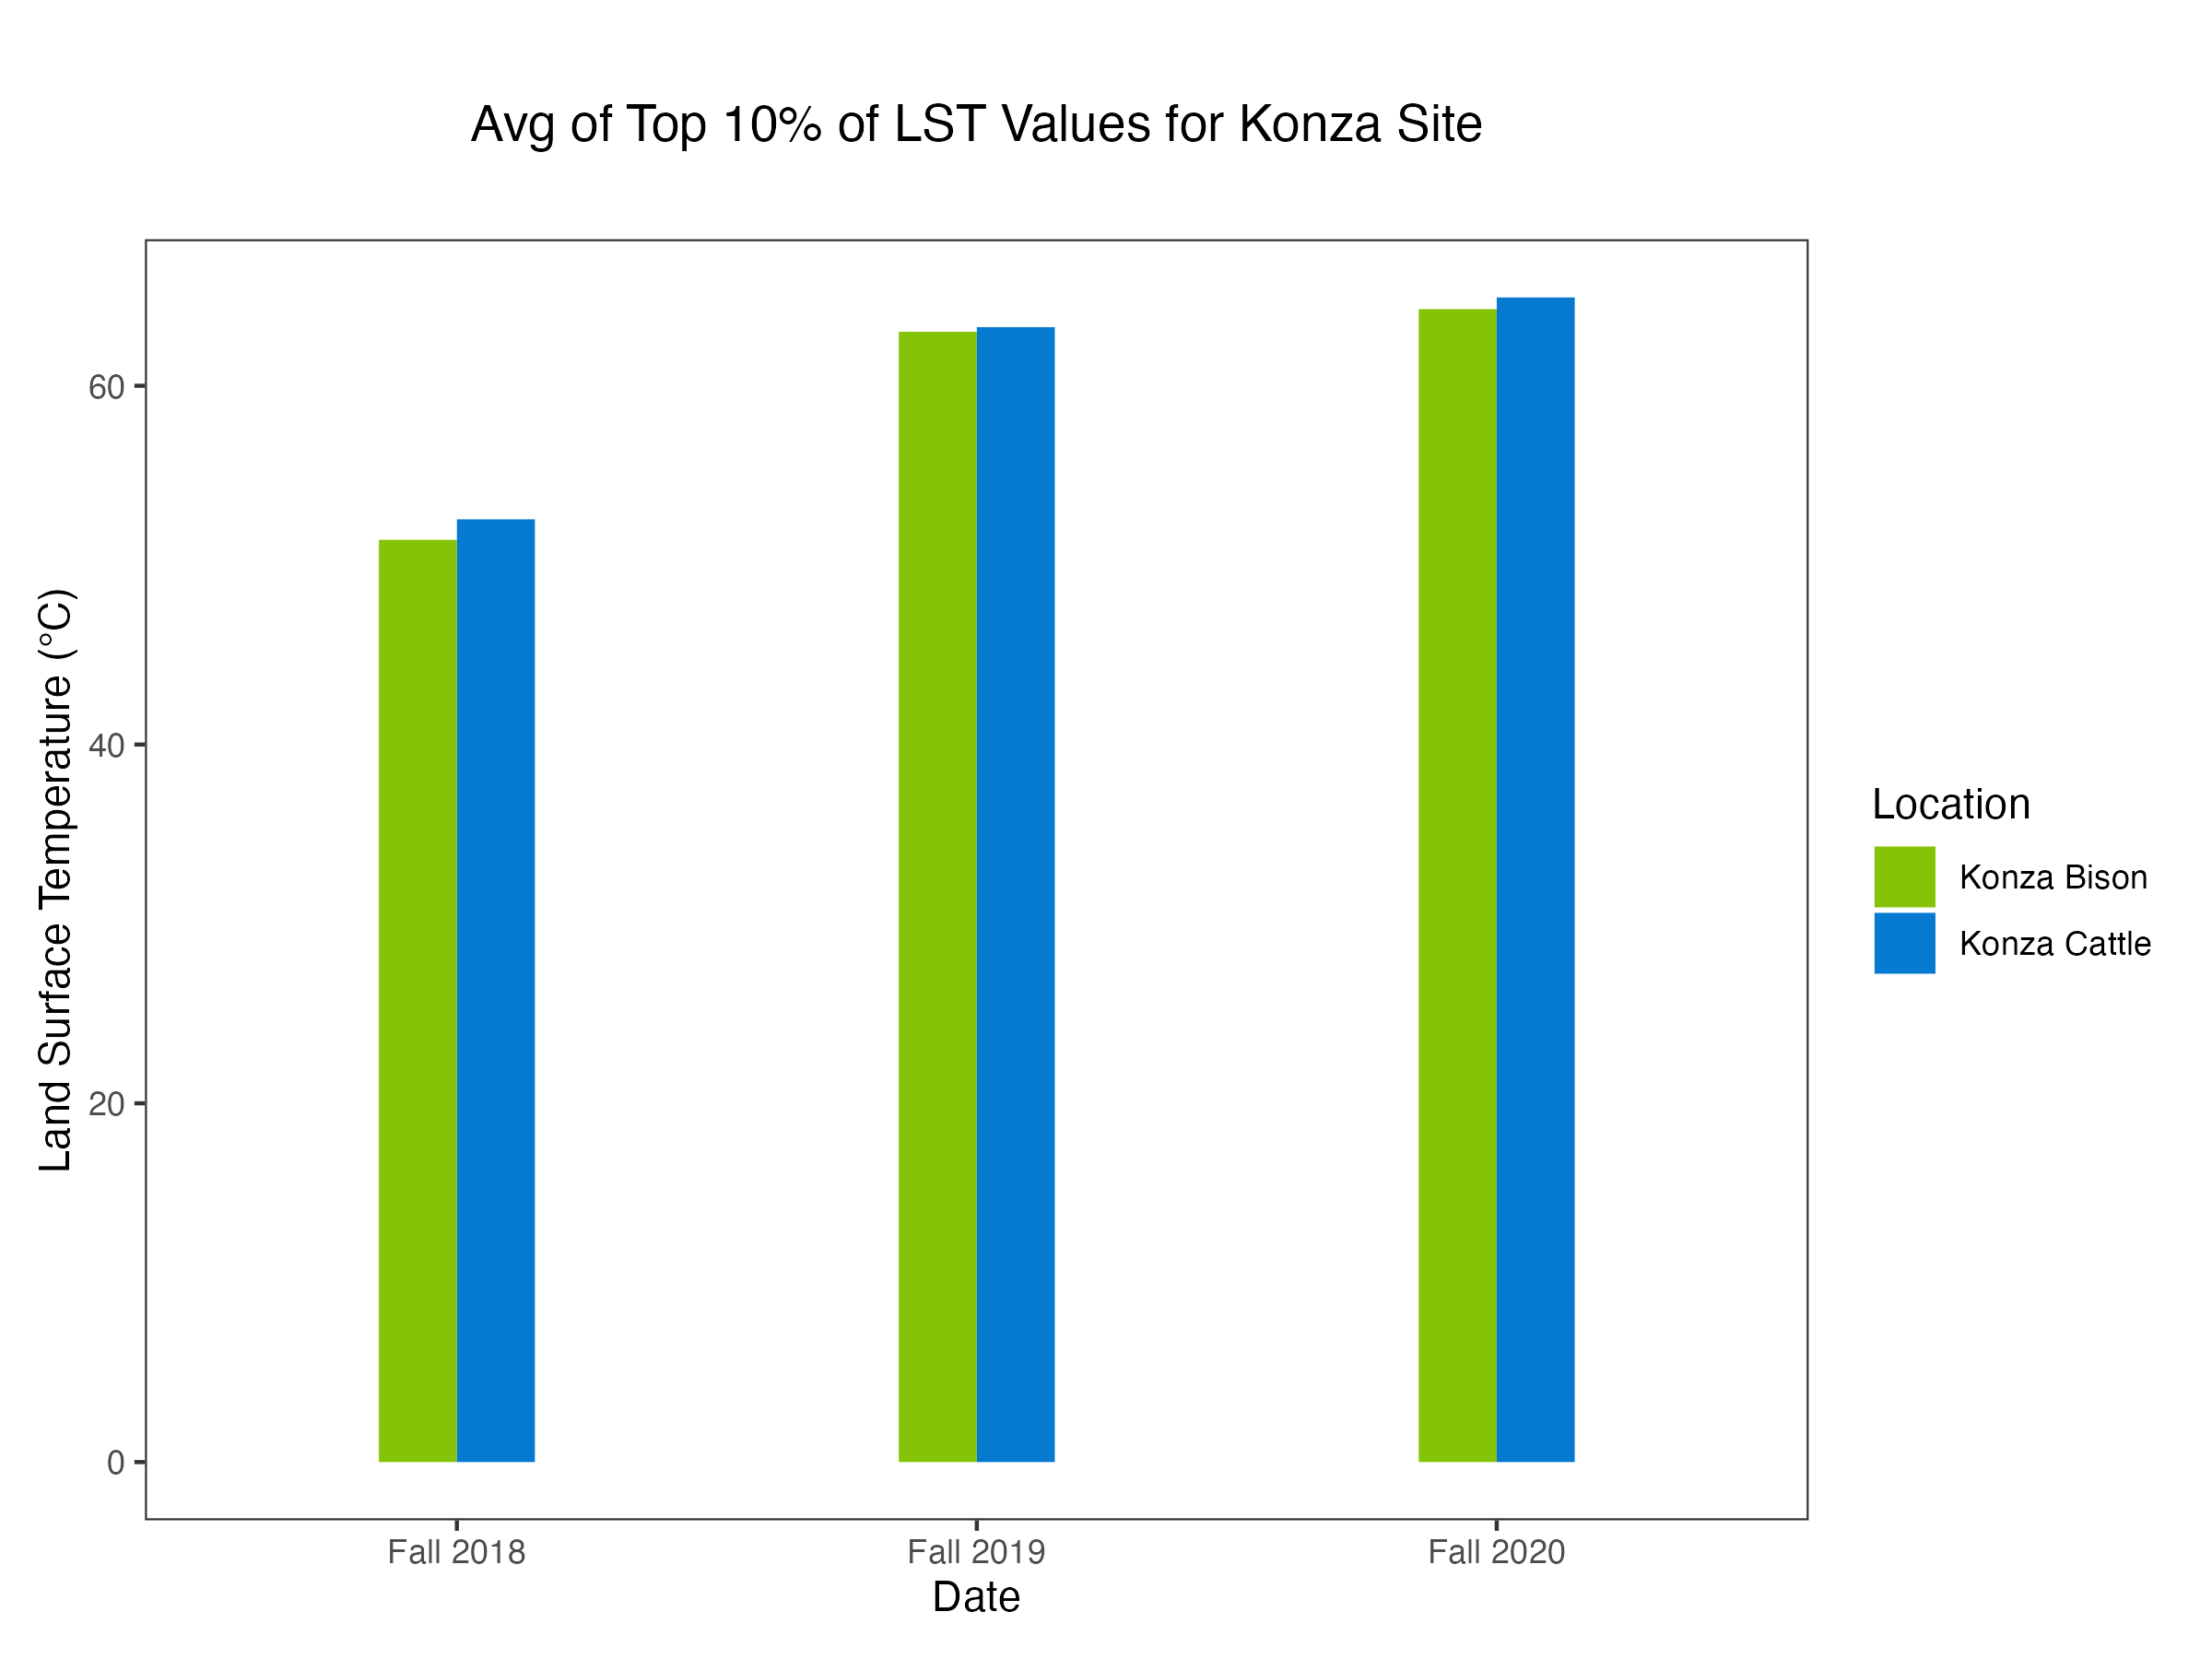 Avg of Top 10% of LST Values for Konza Site
Land Surface Temperature (°C)
60
40
20
0
Fall 2018
Fall 2019
Fall 2020
Date
Location
Konza Bison
Konza Cattle